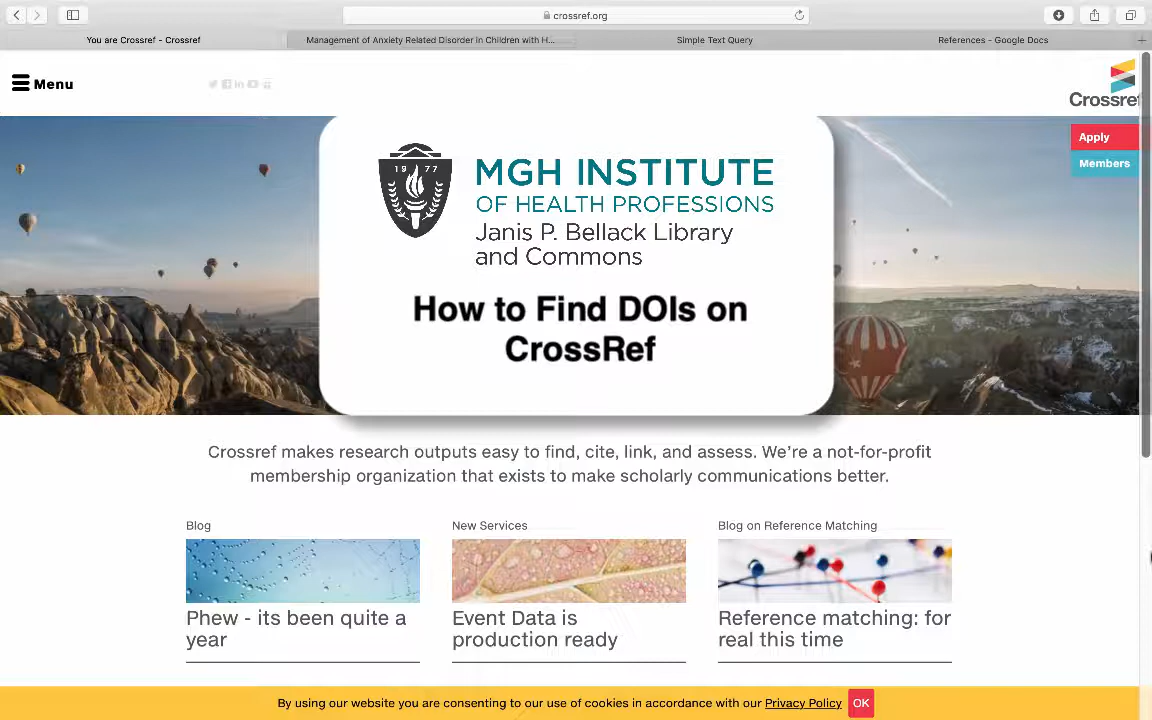 crossref.org
You are Crossref - Crossref
Management of Anxiety Related Disorder in Children with H...
Simple Text Query
References - Google Docs
Menu
Crossref
Apply
Members
1977
MGH INSTITUTE
OF HEALTH PROFESSIONS
Janis P. Bellack Library
and Commons
How to Find DOIs on
CrossRef
Crossref makes research outputs easy to find, cite, link, and assess. We're a not-for-profit
membership organization that exists to make scholarly communications better.
Blog
New Services
Blog on Reference Matching
Phew - its been quite a
year
Event Data is
production ready
Reference matching: for
real this time
By using our website you are consenting to our use of cookies in accordance with our Privacy Policy OK